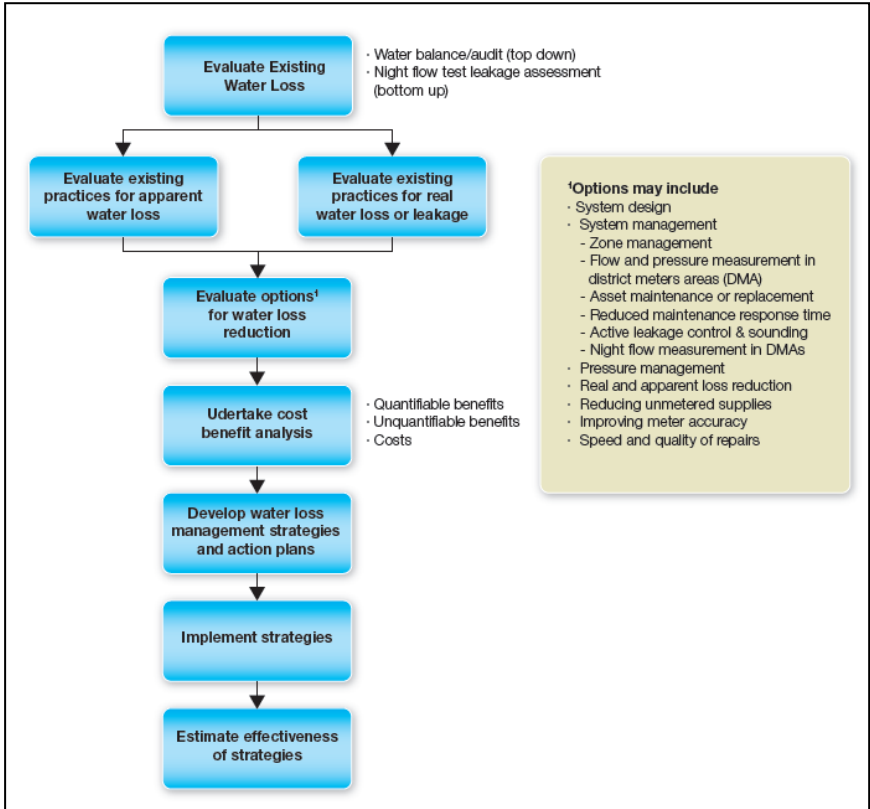 Evaluate Existing
Water Loss
· Water balance/audit (top down)
· Night flow test leakage assessment
(bottom up)
Evaluate existing
practices for apparent
water loss
Evaluate existing
practices for real
water loss or leakage
Evaluate options¹
for water loss
reduction
Udertake cost
benefit analysis
· Quantifiable benefits
· Unquantifiable benefits
· Costs
Develop water loss
management strategies
and action plans
Implement strategies
Estimate effectiveness
of strategies
¹Options may include
· System design
· System management
- Zone management
- Flow and pressure measurement in
district meters areas (DMA)
- Asset maintenance or replacement
- Reduced maintenance response time
- Active leakage control & sounding
- Night flow measurement in DMAs
· Pressure management
· Real and apparent loss reduction
· Reducing unmetered supplies
· Improving meter accuracy
· Speed and quality of repairs